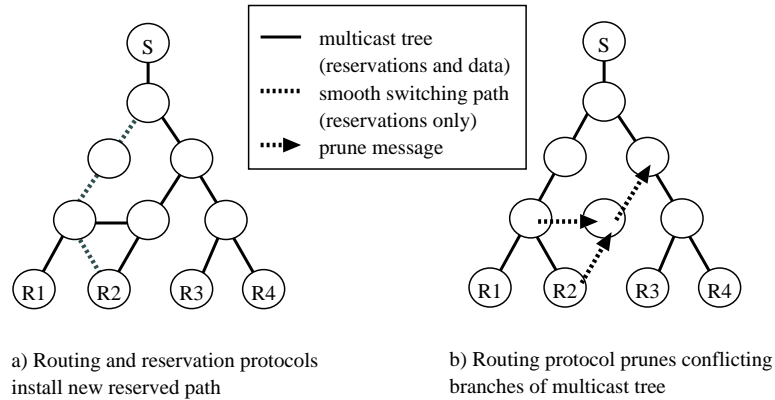 S
multicast tree
(reservations and data)
smooth switching path
(reservations only)
prune message
S
R1 R2 R3 R4
R1 R2 R3 R4
a) Routing and reservation protocols
install new reserved path
b) Routing protocol prunes conflicting
branches of multicast tree